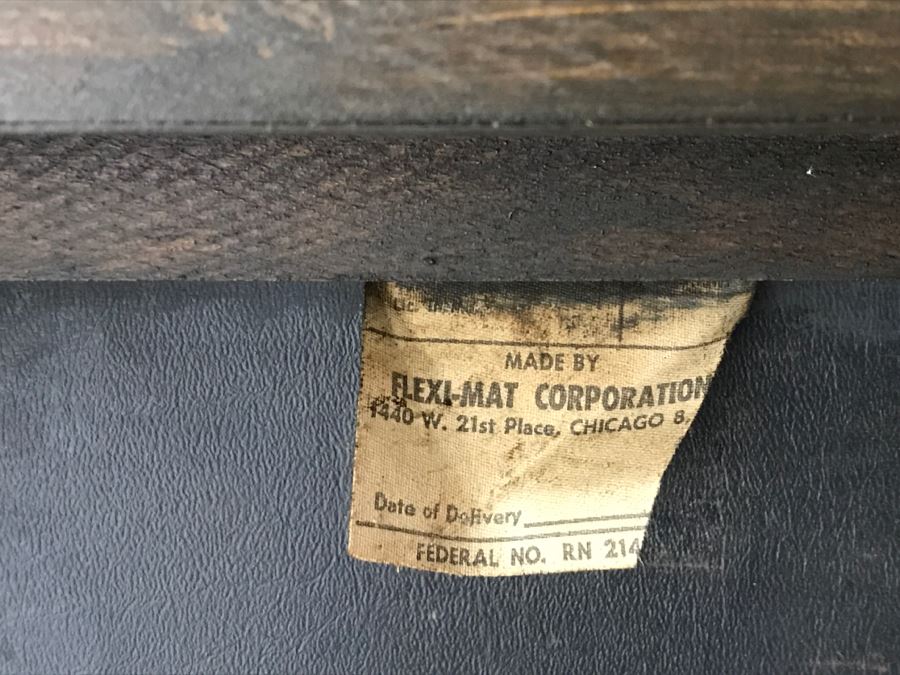 MADE BY
FLEXI-MAT CORPORATION
1440 W. 21st Place, CHICAGO 8,
Date of Delivery
FEDERAL NO. RN 214